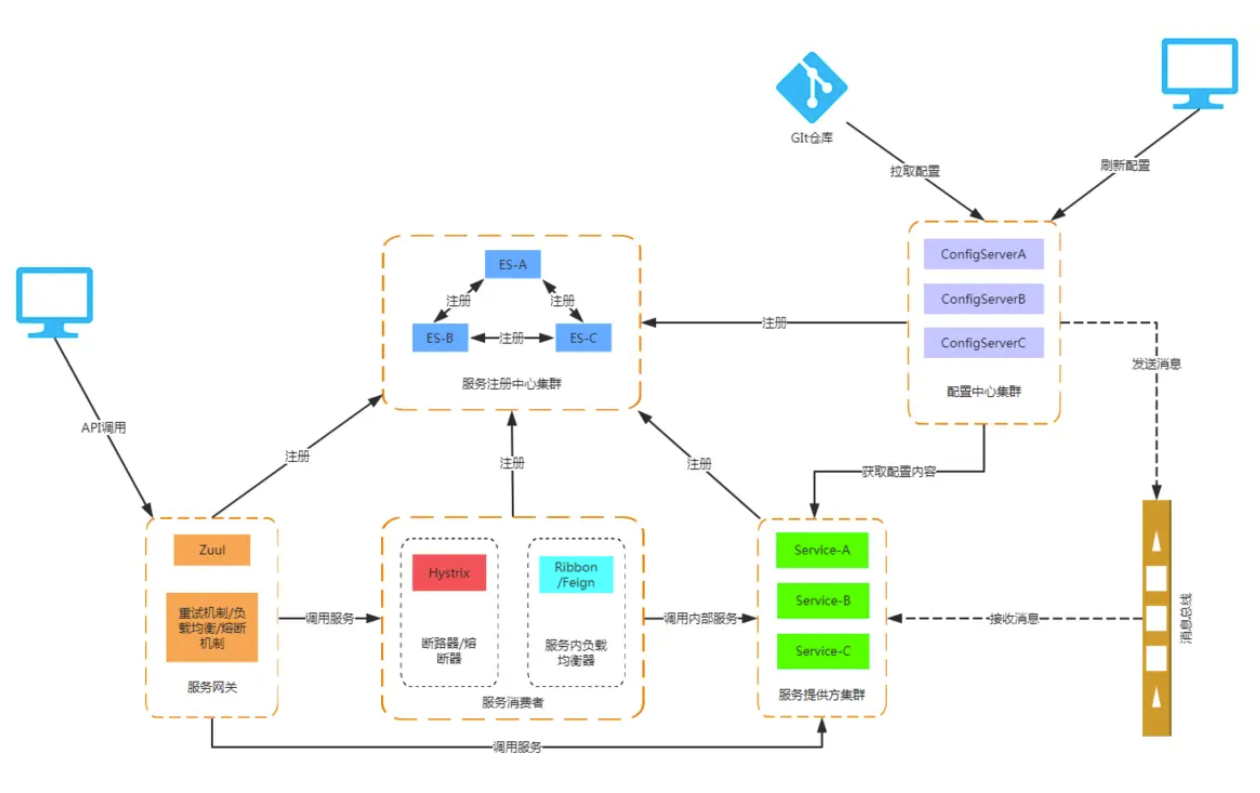 GIt仓库
拉取配置
刷新配置
ConfigServerA
ConfigServerB
ConfigServerC
配置中心集群
ES-A
注册
注册
ES-B
注册
ES-C
服务注册中心集群
注册
发送消息
API调用
注册
注册
注册
获取配置内容
Zuul
重试机制/负
载均衡/熔断
机制
服务网关
调用服务
Hystrix
断路器/熔
断器
Ribbon
/Feign
服务内负载
均衡器
服务消费者
调用内部服务
Service-A
Service-B
Service-C
服务提供方集群
接收消息
消息总线
调用服务